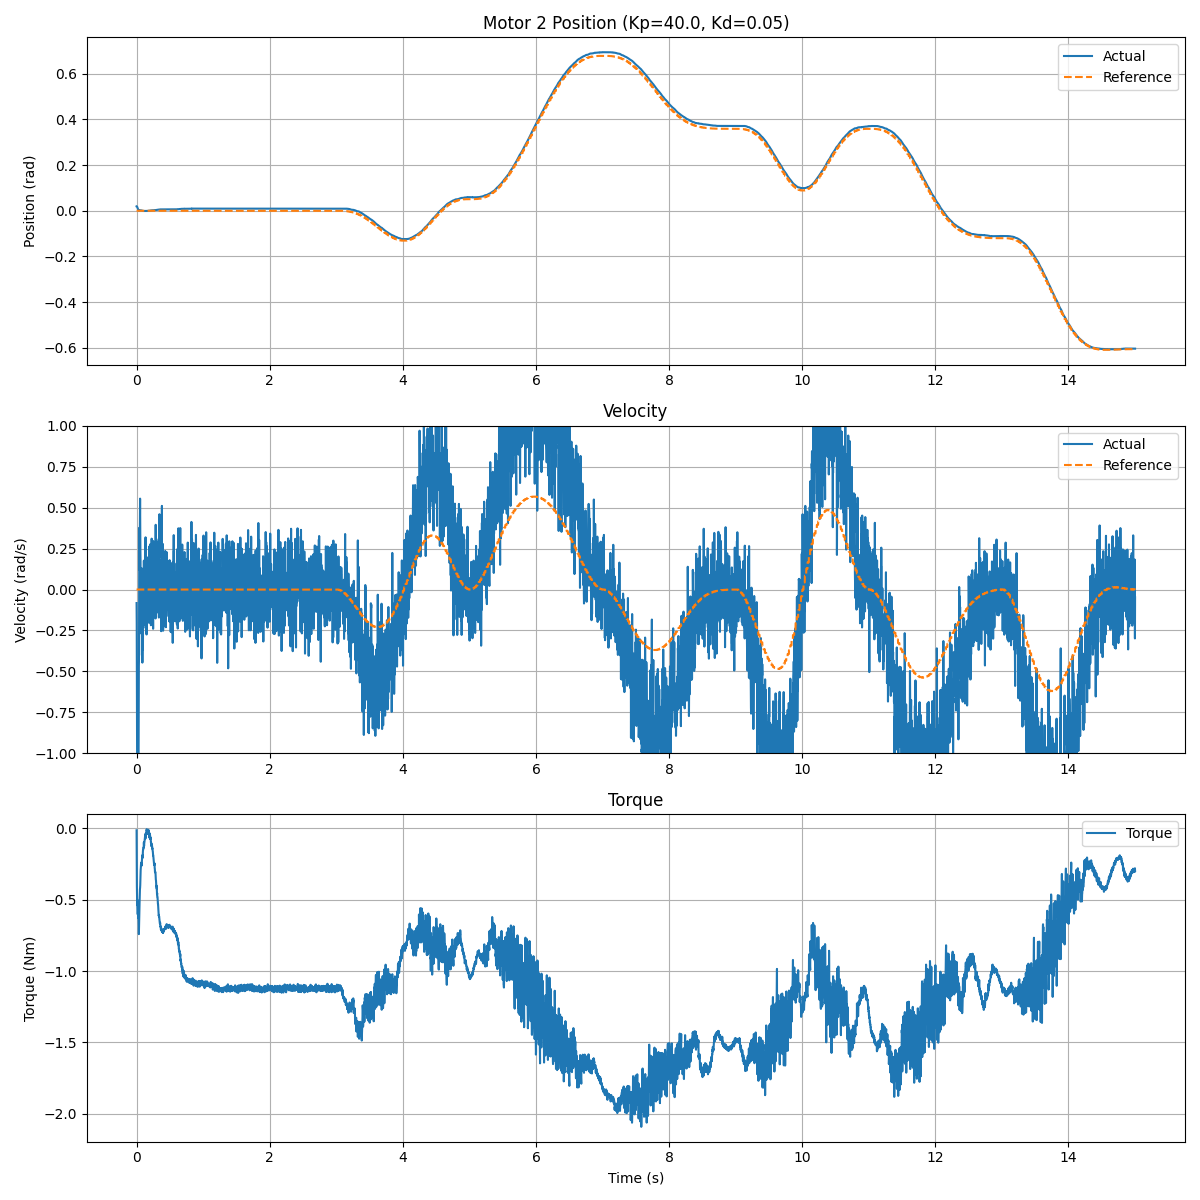 Motor 2 Position (Kp=40.0, Kd=0.05)
Position (rad)
0.6
0.4
0.2
0.0
−0.2
−0.4
−0.6
Actual
Reference
0 2 4 6 8 10 12 14
Velocity
Velocity (rad/s)
1.00
0.75
0.50
0.25
0.00
−0.25
−0.50
−0.75
−1.00
Actual
Reference
0 2 4 6 8 10 12 14
Torque
Torque (Nm)
0.0
−0.5
−1.0
−1.5
−2.0
Torque
0 2 4 6 8 10 12 14
Time (s)